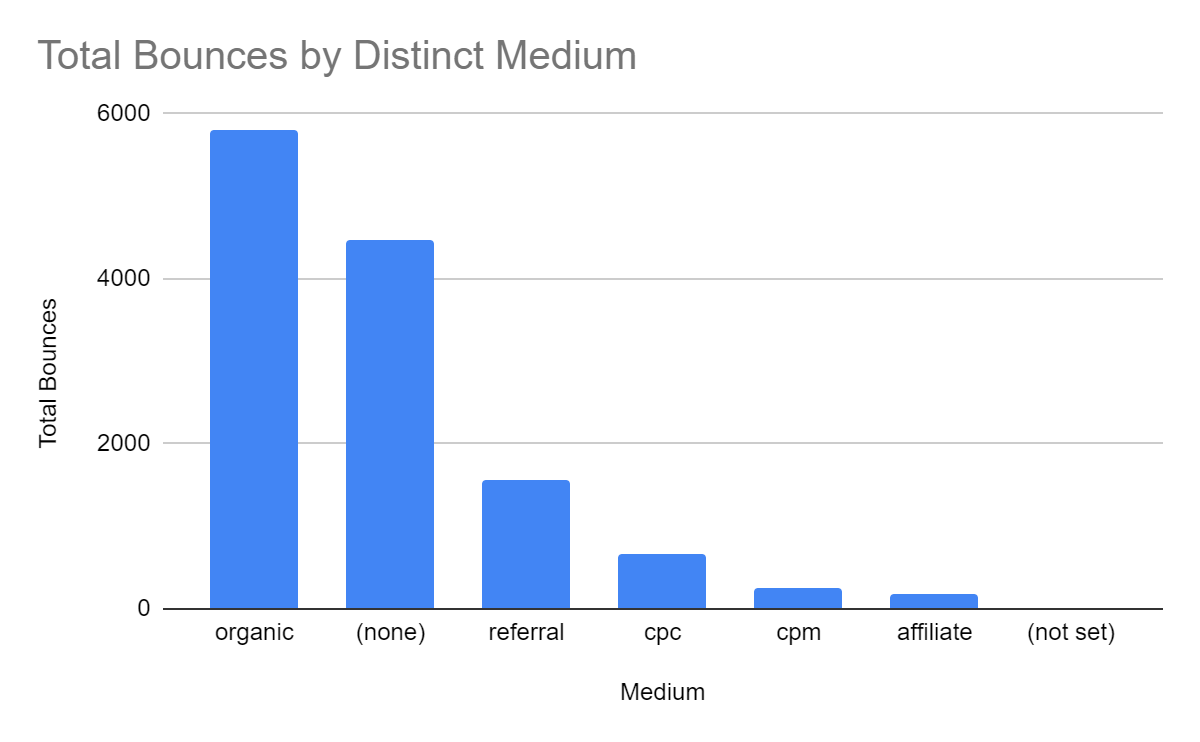 Total Bounces by Distinct Medium
6000
4000
2000
0
Total Bounces
organic (none) referral cpc cpm affiliate (not set)
Medium